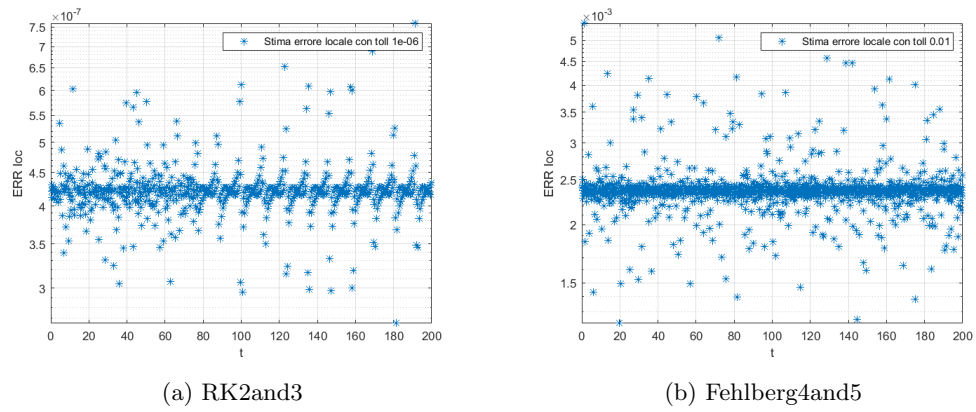 ×10⁻⁷
Stima errore locale con toll 1e-06
7.5
7
6.5
6
5.5
5
4.5
4
3.5
3
ERR loc
0 20 40 60 80 100 120 140 160 180 200
t
(a) RK2and3
×10⁻³
Stima errore locale con toll 0.01
5
4.5
4
3.5
3
2.5
2
1.5
ERR loc
0 20 40 60 80 100 120 140 160 180 200
t
(b) Fehlberg4and5